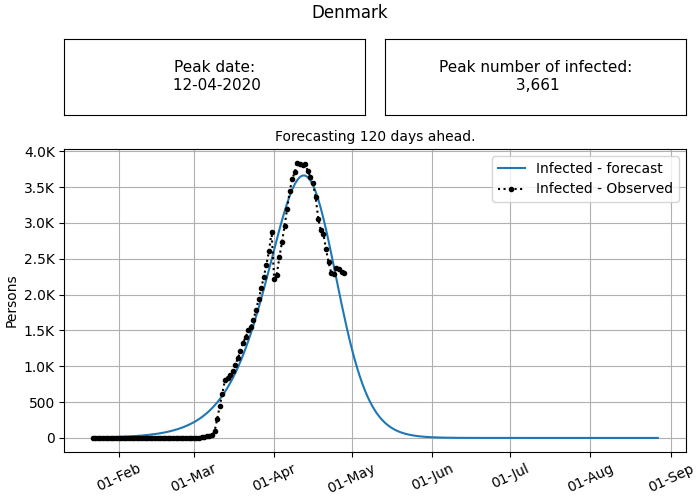 Denmark
Peak date:
12-04-2020
Peak number of infected:
3,661
Forecasting 120 days ahead.
4.0K
3.5K
3.0K
2.5K
2.0K
1.5K
1.0K
500
0
Persons
Infected - forecast
Infected - Observed
01-Feb
01-Mar
01-Apr
01-May
01-Jun
01-Jul
01-Aug
01-Sep